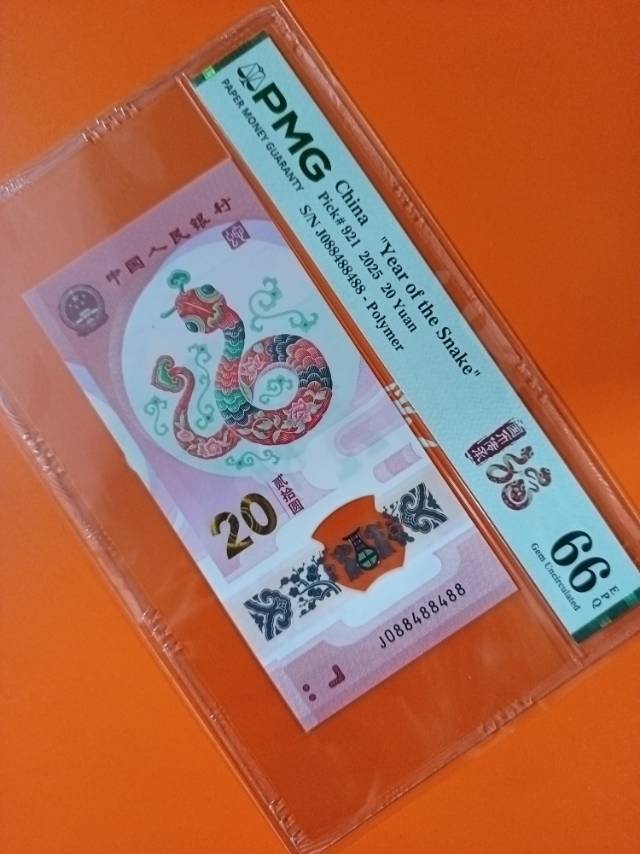 PMG
PAPER MONEY GUARANTY
China
"Year of the Snake"
Pick# 921 2025 20 Yuan
S/N J088488488 - Polymer
66 EPQ
Gem Uncirculated
中国人民银行
20
贰拾圆
J088488488